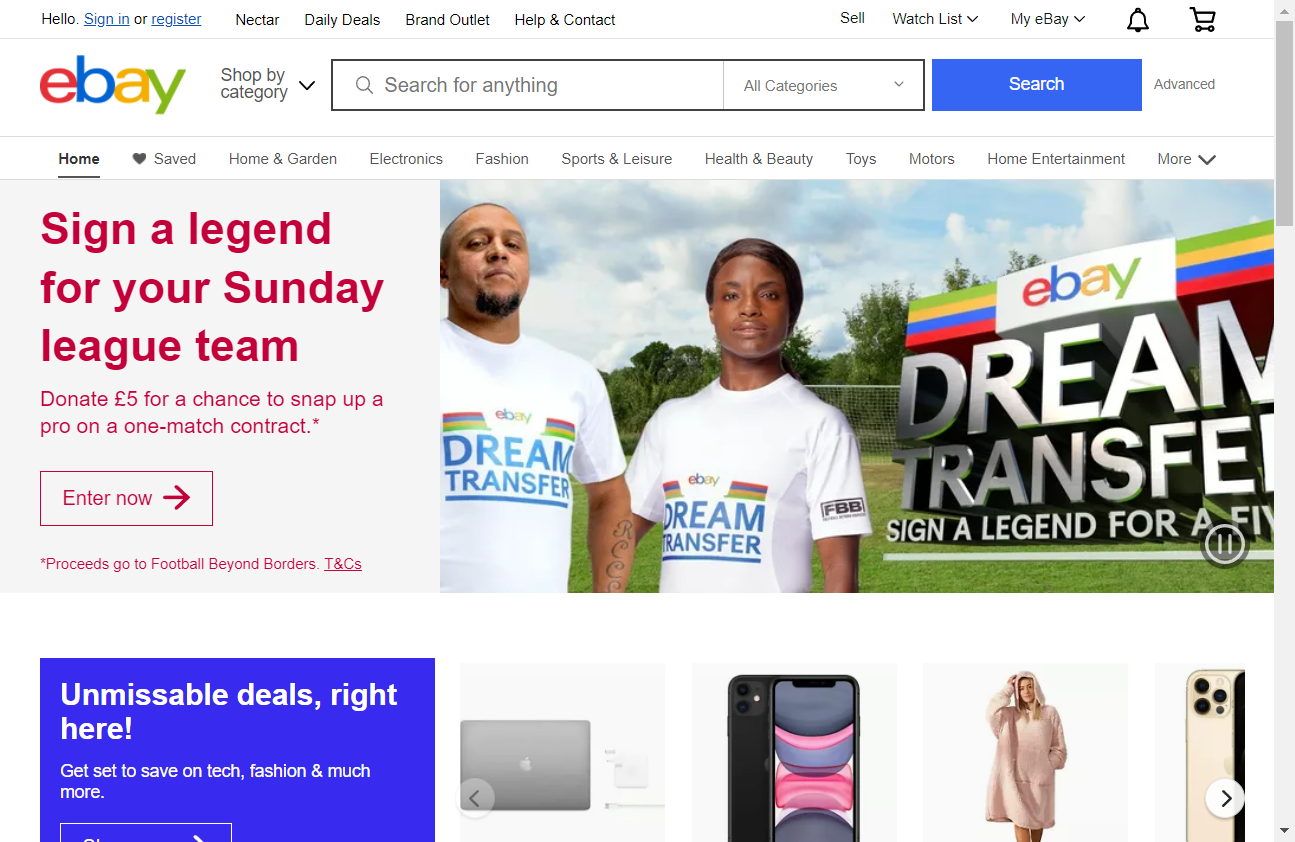 Hello. Sign in or register
Nectar
Daily Deals
Brand Outlet
Help & Contact
Sell
Watch List
My eBay
ebay
Shop by
category
Search for anything
All Categories
Search
Advanced
Home
Saved
Home & Garden
Electronics
Fashion
Sports & Leisure
Health & Beauty
Toys
Motors
Home Entertainment
More
Sign a legend
for your Sunday
league team
Donate £5 for a chance to snap up a
pro on a one-match contract.*
Enter now
*Proceeds go to Football Beyond Borders. T&Cs
ebay
DREAM
TRANSFER
ebay
DREAM
TRANSFER
FBB
ebay
DREAM
TRANSFE
SIGN A LEGEND FOR A FIV
Unmissable deals, right
here!
Get set to save on tech, fashion & much
more.